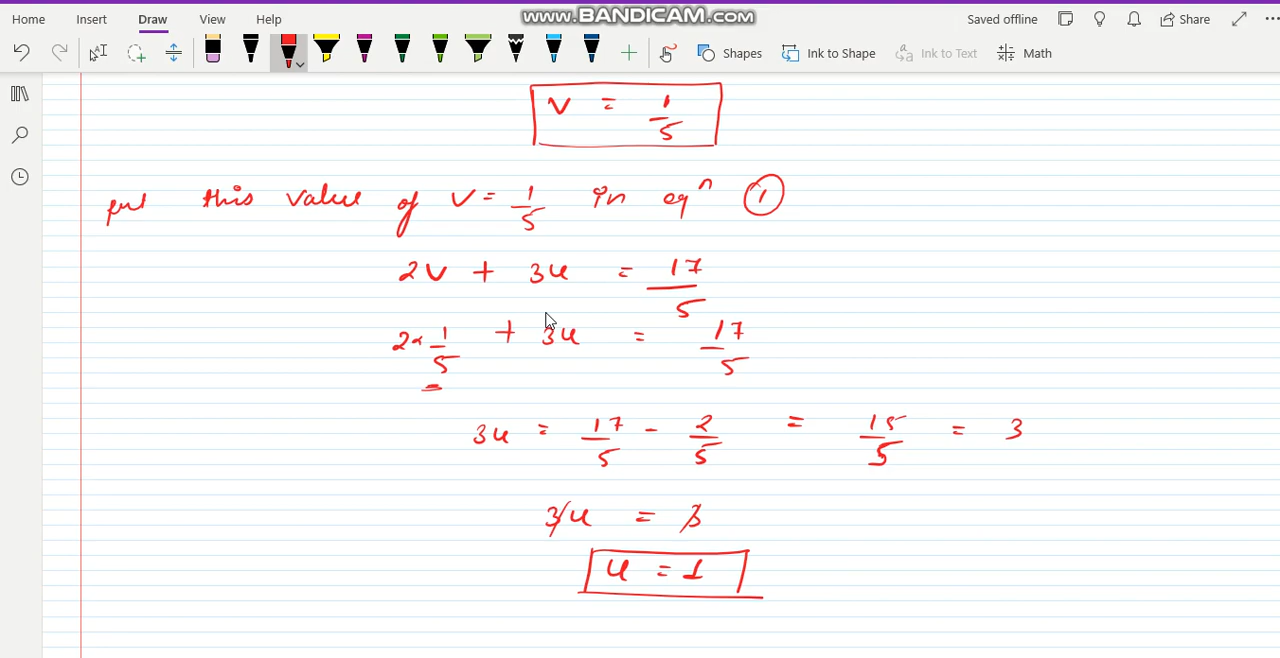 www.BANDICAM.com
Home Insert Draw View Help Saved offline Share
Shapes Ink to Shape Ink to Text Math
v = 1/5
put this value of v = 1/5 in eqⁿ ①
2v + 3u = 17/5
2× 1/5 + 3u = 17/5
3u = 17/5 - 2/5 = 15/5 = 3
3u = 3
u = 1